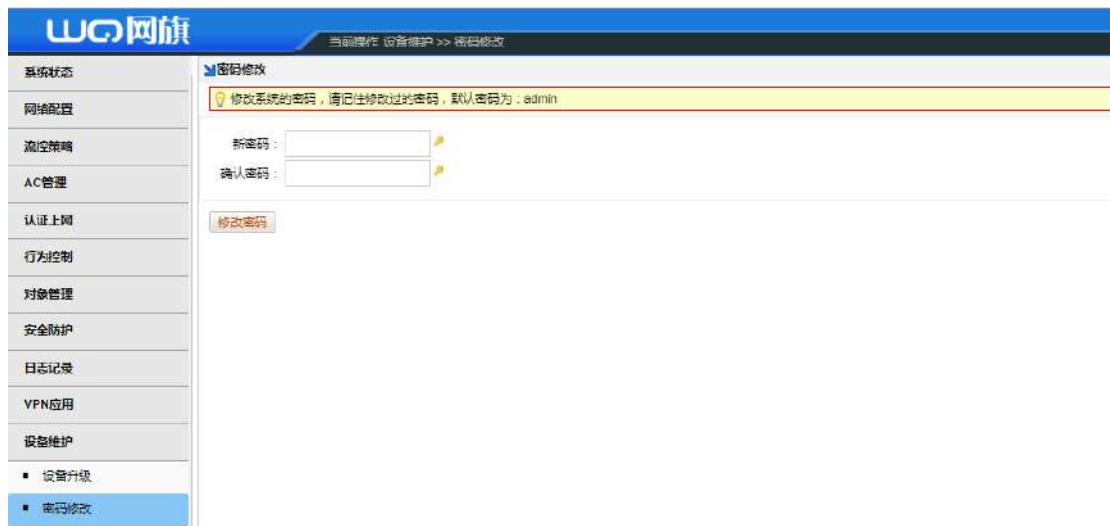 WQ网旗
当前操作 设备维护 >> 密码修改
系统状态
网络配置
流控策略
AC管理
认证上网
行为控制
对象管理
安全防护
日志记录
VPN应用
设备维护
设备升级
密码修改
密码修改
修改系统的密码，请记住修改过的密码，默认密码为：admin
新密码：
确认密码：
修改密码